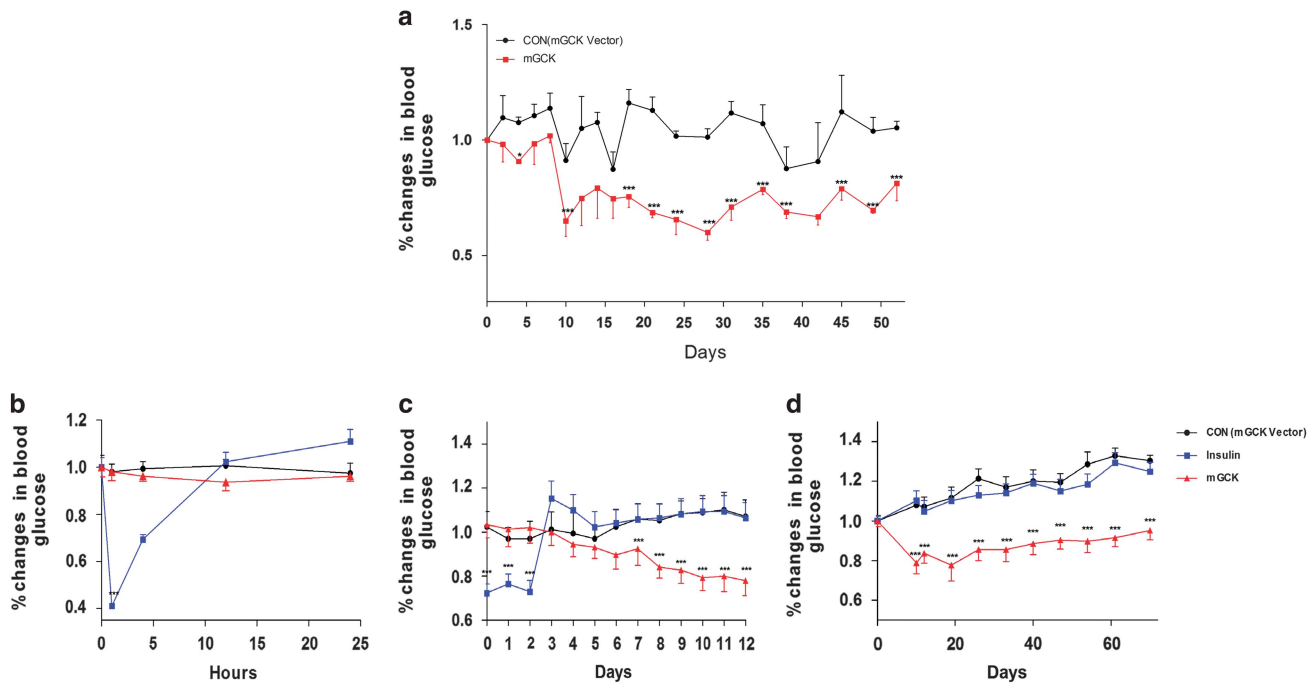 a
1.5
1.0
0.5
% changes in blood
glucose
CON(mGCK Vector)
mGCK
*
***
***
***
***
***
***
***
***
***
***
***
0 5 10 15 20 25 30 35 40 45 50
Days
b
1.2
1.0
0.8
0.6
0.4
% changes in blood
glucose
***
0 5 10 15 20 25
Hours
c
1.4
1.2
1.0
0.8
0.6
% changes in blood
glucose
*** *** *** *** *** *** *** *** ***
0 1 2 3 4 5 6 7 8 9 10 11 12
Days
d
1.4
1.2
1.0
0.8
0.6
% changes in blood
glucose
*** *** *** *** *** *** *** *** *** ***
0 20 40 60
Days
CON (mGCK Vector)
Insulin
mGCK